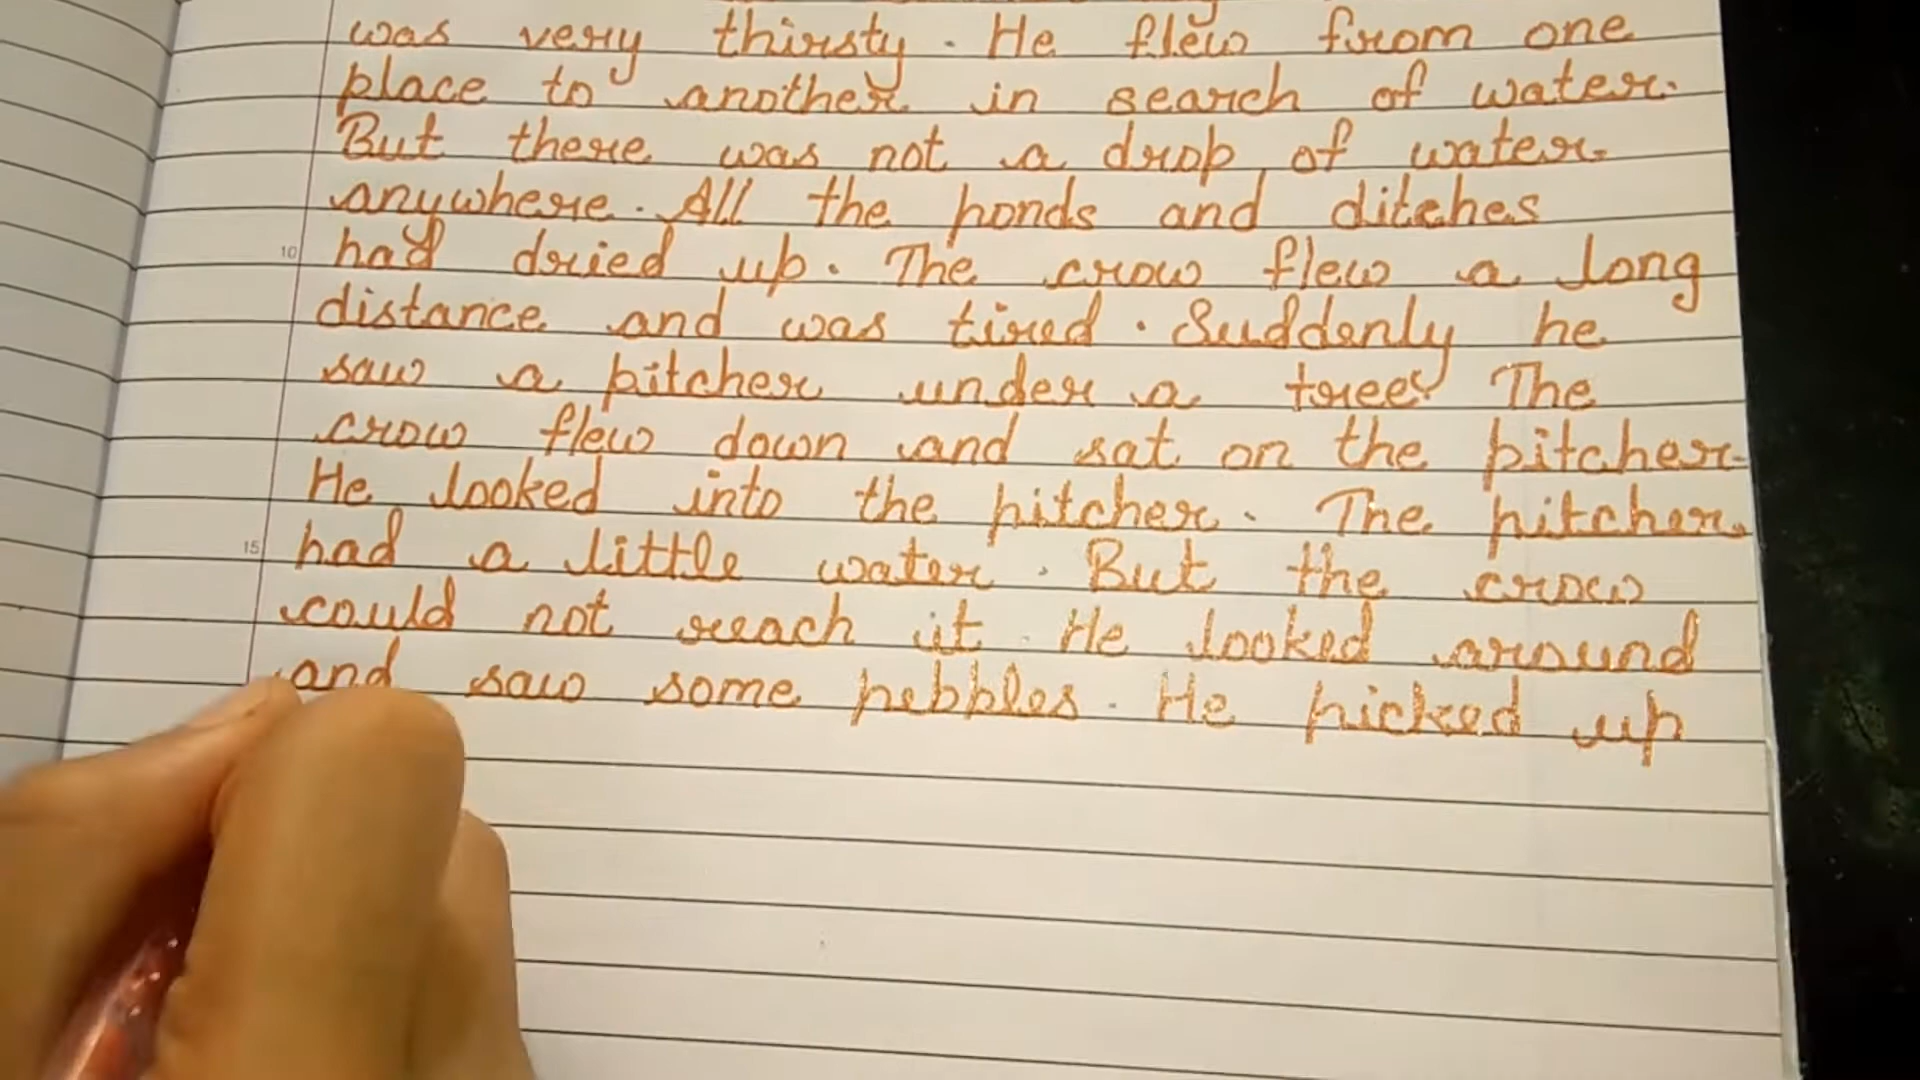 was very thirsty. He flew from one
place to another in search of water.
But there was not a drop of water
anywhere. All the ponds and ditches
10 had dried up. The crow flew a long
distance and was tired. Suddenly he
saw a pitcher under a tree. The
crow flew down and sat on the pitcher.
He looked into the pitcher. The pitcher
15 had a little water. But the crow
could not reach it. He looked around
and saw some pebbles. He picked up